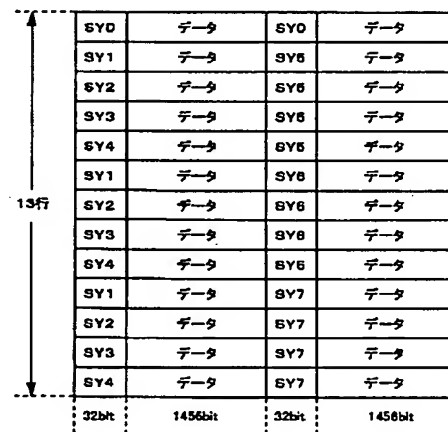 13行
SY0 データ SY0 データ
SY1 データ SY5 データ
SY2 データ SY5 データ
SY3 データ SY5 データ
SY4 データ SY5 データ
SY1 データ SY6 データ
SY2 データ SY6 データ
SY3 データ SY6 データ
SY4 データ SY6 データ
SY1 データ SY7 データ
SY2 データ SY7 データ
SY3 データ SY7 データ
SY4 データ SY7 データ
32bit 1456bit 32bit 1456bit